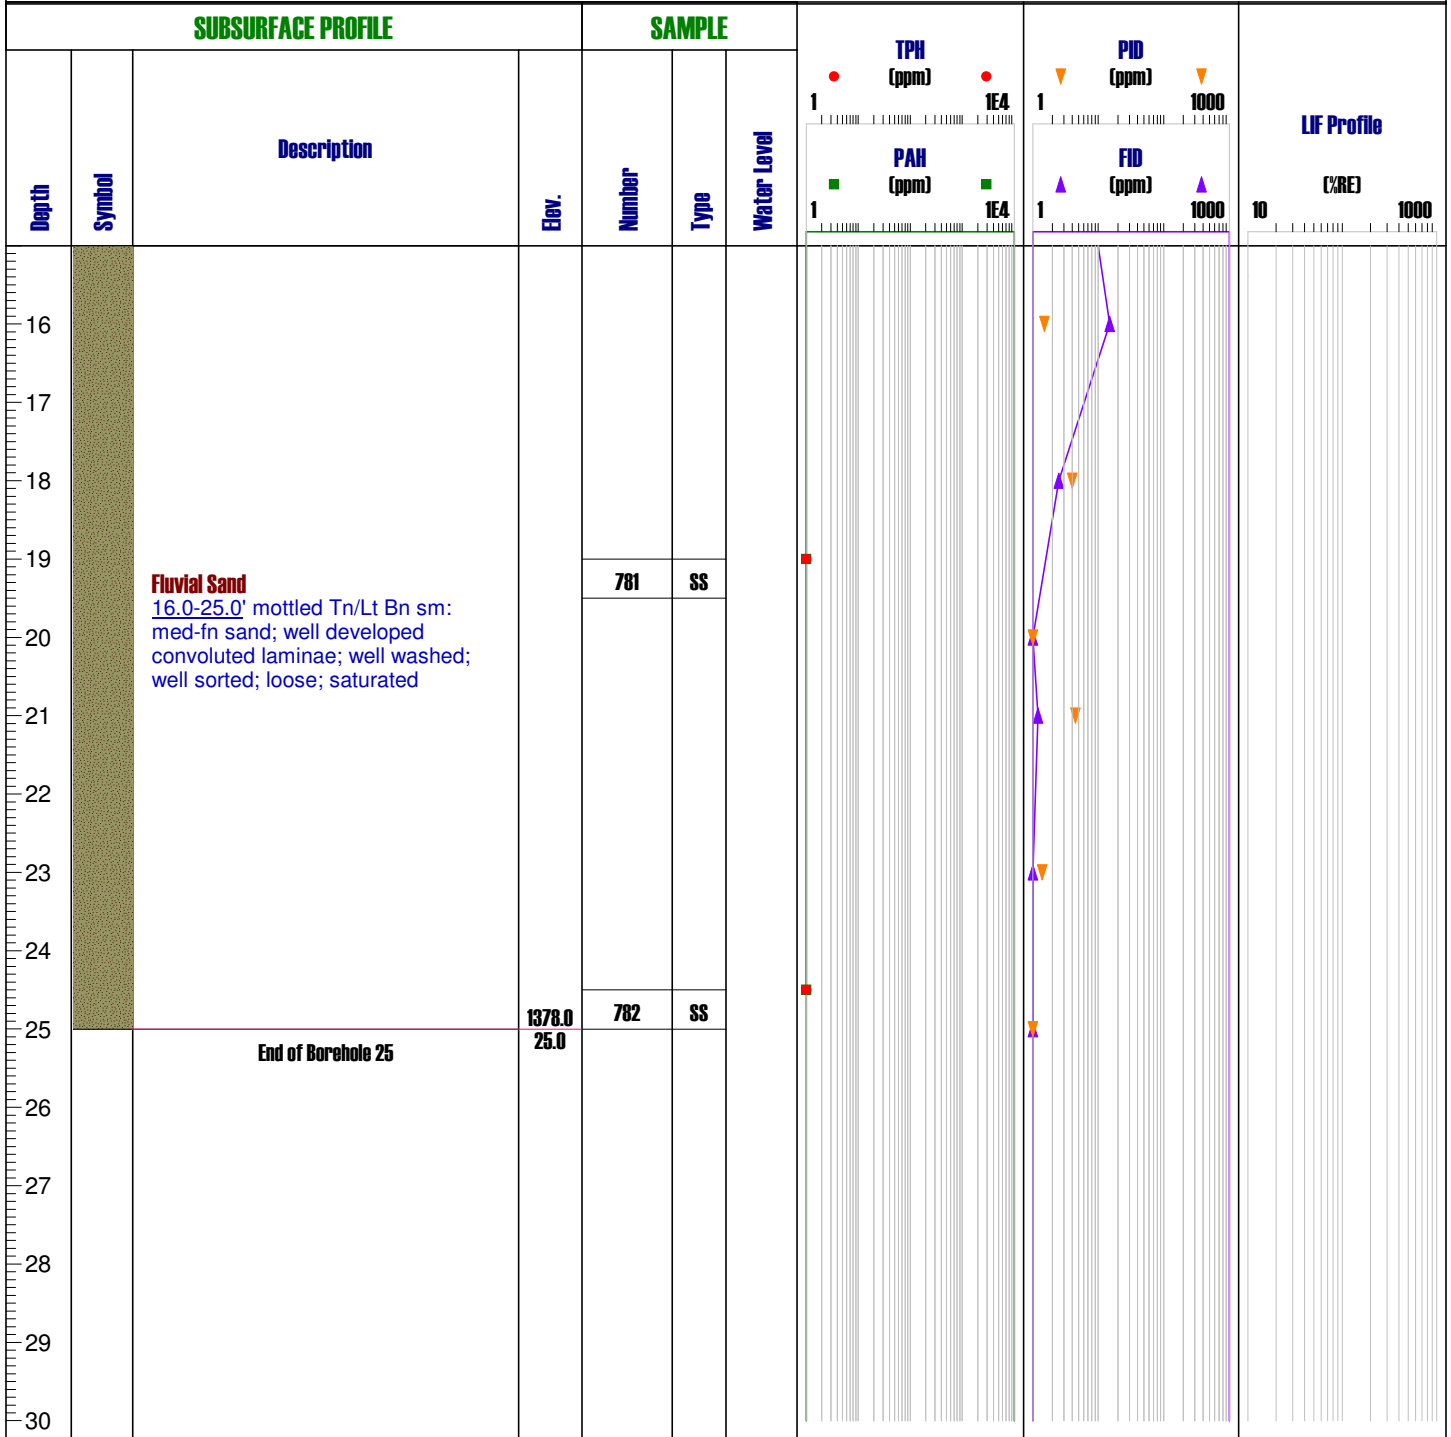 SUBSURFACE PROFILE
SAMPLE
Depth
Symbol
Description
Elev.
Number
Type
Water Level
TPH
(ppm)
1 1E4
PAH
(ppm)
1 1E4
PID
(ppm)
1 1000
FID
(ppm)
1 1000
LIF Profile
(%RE)
10 1000
16
17
18
19
Fluvial Sand
16.0-25.0' mottled Tn/Lt Bn sm:
med-fn sand; well developed
convoluted laminae; well washed;
well sorted; loose; saturated
781 SS
20
21
22
23
24
1378.0
782 SS
25
25.0
End of Borehole 25
26
27
28
29
30